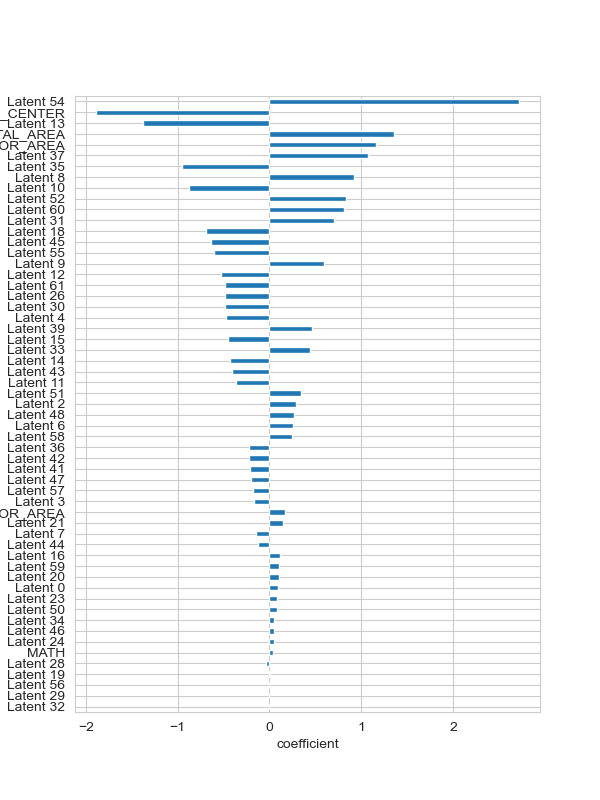 Latent 54
_CENTER
Latent 13
TAL_AREA
OR_AREA
Latent 37
Latent 35
Latent 8
Latent 10
Latent 52
Latent 60
Latent 31
Latent 18
Latent 45
Latent 55
Latent 9
Latent 12
Latent 61
Latent 26
Latent 30
Latent 4
Latent 39
Latent 15
Latent 33
Latent 14
Latent 43
Latent 11
Latent 51
Latent 2
Latent 48
Latent 6
Latent 58
Latent 36
Latent 42
Latent 41
Latent 47
Latent 57
Latent 3
OR_AREA
Latent 21
Latent 7
Latent 44
Latent 16
Latent 59
Latent 20
Latent 0
Latent 23
Latent 50
Latent 34
Latent 46
Latent 24
MATH
Latent 28
Latent 19
Latent 56
Latent 29
Latent 32
−2 −1 0 1 2
coefficient